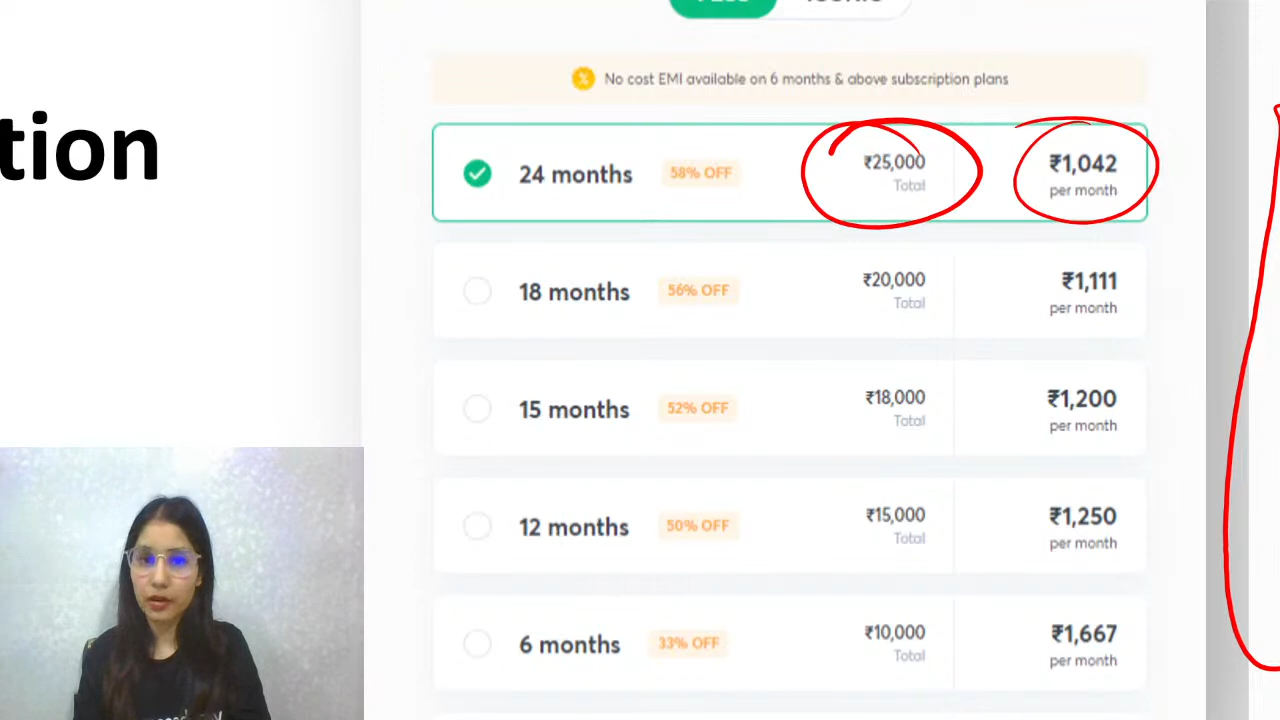 tion
No cost EMI available on 6 months & above subscription plans
24 months 58% OFF ₹25,000 ₹1,042
Total per month
18 months 56% OFF ₹20,000 ₹1,111
Total per month
15 months 52% OFF ₹18,000 ₹1,200
Total per month
12 months 50% OFF ₹15,000 ₹1,250
Total per month
6 months 33% OFF ₹10,000 ₹1,667
Total per month